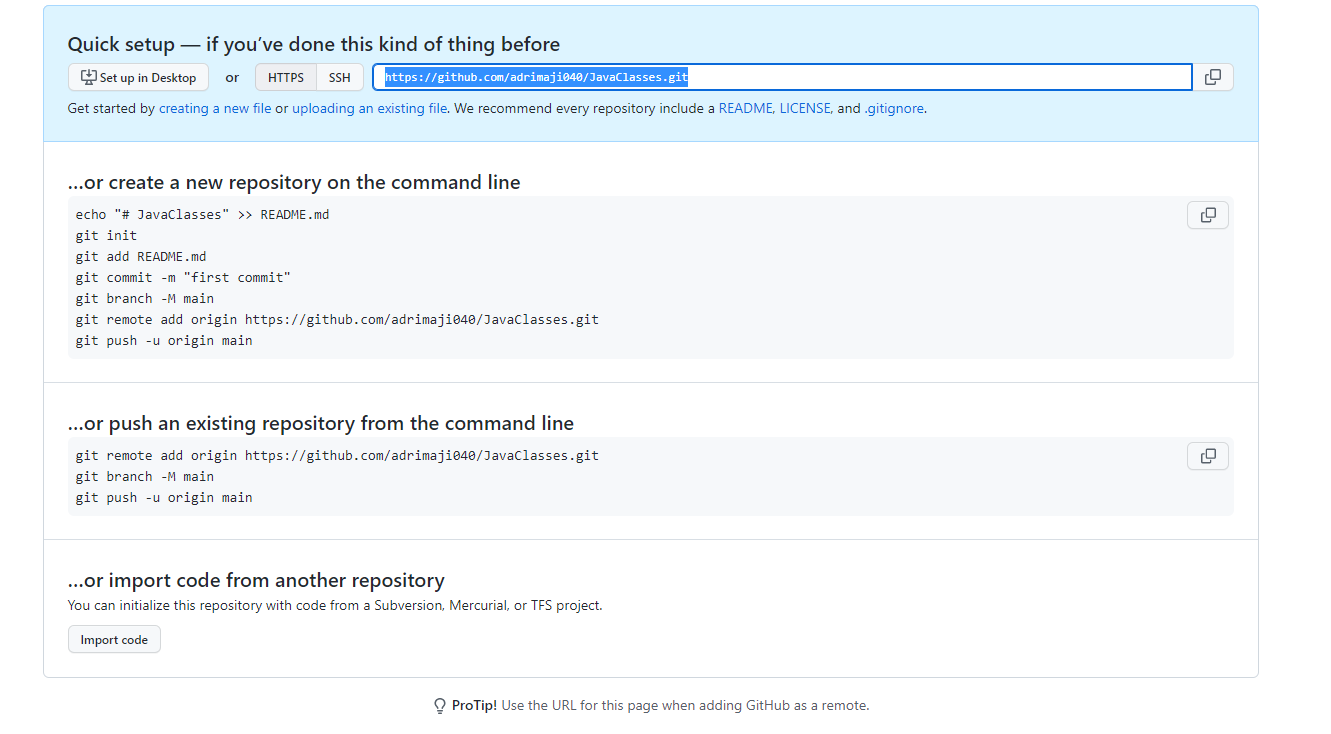 Quick setup — if you’ve done this kind of thing before
Set up in Desktop or HTTPS SSH https://github.com/adrimaji040/JavaClasses.git
Get started by creating a new file or uploading an existing file. We recommend every repository include a README, LICENSE, and .gitignore.
…or create a new repository on the command line
echo "# JavaClasses" >> README.md
git init
git add README.md
git commit -m "first commit"
git branch -M main
git remote add origin https://github.com/adrimaji040/JavaClasses.git
git push -u origin main
…or push an existing repository from the command line
git remote add origin https://github.com/adrimaji040/JavaClasses.git
git branch -M main
git push -u origin main
…or import code from another repository
You can initialize this repository with code from a Subversion, Mercurial, or TFS project.
Import code
ProTip! Use the URL for this page when adding GitHub as a remote.